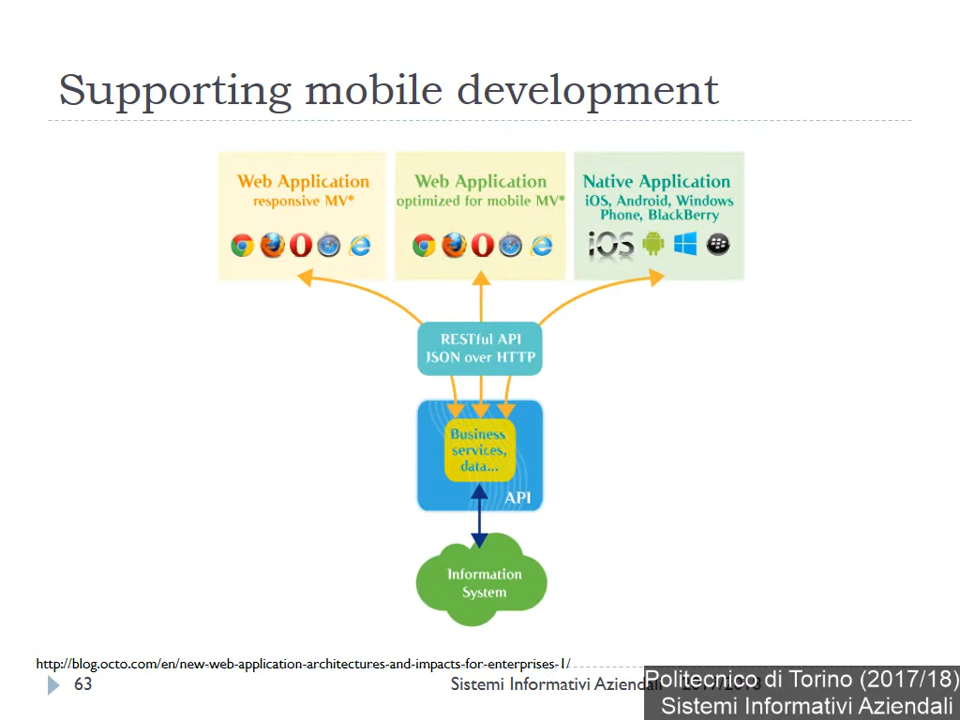 Supporting mobile development
Web Application
responsive MV*
Web Application
optimized for mobile MV*
Native Application
iOS, Android, Windows
Phone, BlackBerry
iOS
RESTful API
JSON over HTTP
Business
services,
data...
API
Information
System
http://blog.octo.com/en/new-web-application-architectures-and-impacts-for-enterprises-1/
63
Sistemi Informativi Aziendali 2017/2018
Politecnico di Torino (2017/18)
Sistemi Informativi Aziendali